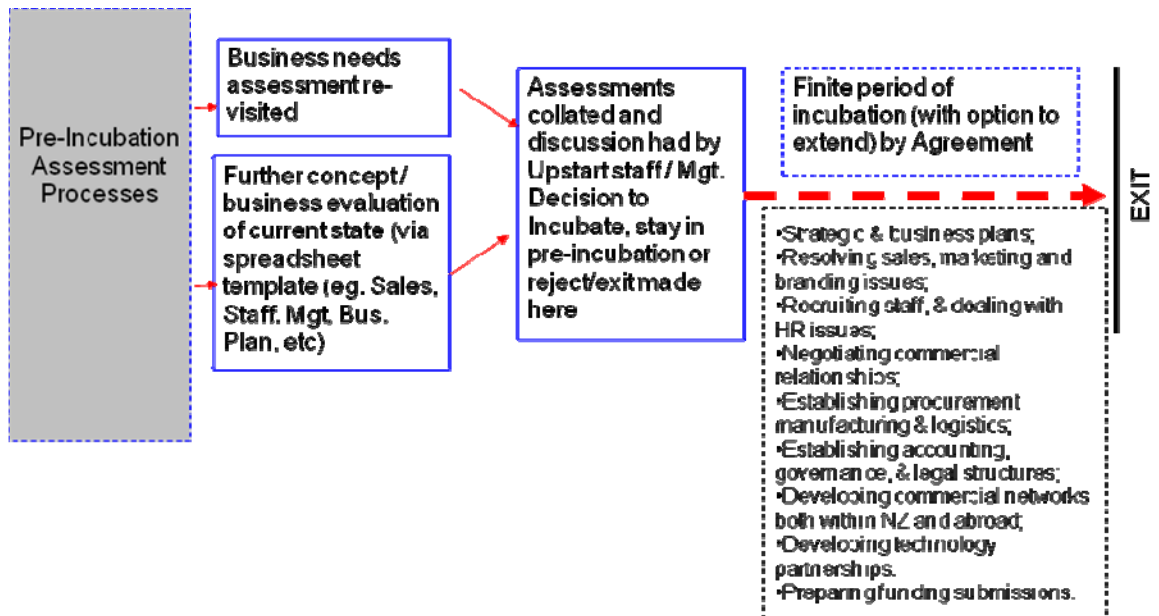 Pre-Incubation
Assessment
Processes
Business needs
assessment re-
visited
Further concept/
business evaluation
of current state (via
spreadsheet
template (eg. Sales,
Staff, Mgt, Bus.
Plan, etc)
Assessments
collated and
discussion had by
Upstart staff / Mgt.
Decision to
Incubate, stay in
pre-incubation or
reject/exit made
here
Finite period of
incubation (with option to
extend) by Agreement
EXIT
•Strategic & business plans;
•Resolving sales, marketing and
branding issues;
•Recruiting staff, & dealing with
HR issues;
•Negotiating commercial
relationships;
•Establishing procurement
manufacturing & logistics;
•Establishing accounting,
governance, & legal structures;
•Developing commercial networks
both within NZ and abroad;
•Developing technology
partnerships.
•Preparing funding submissions.